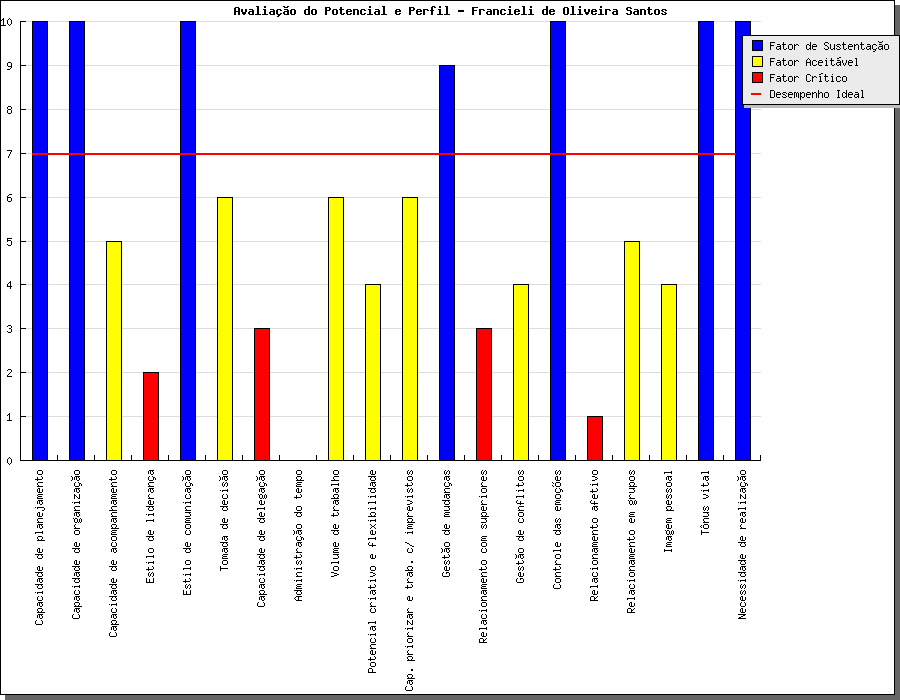 Avaliação do Potencial e Perfil - Francieli de Oliveira Santos
Fator de Sustentação
Fator Aceitável
Fator Crítico
Desempenho Ideal
10
9
8
7
6
5
4
3
2
1
0
Capacidade de planejamento
Capacidade de organização
Capacidade de acompanhamento
Estilo de liderança
Estilo de comunicação
Tomada de decisão
Capacidade de delegação
Administração do tempo
Volume de trabalho
Potencial criativo e flexibilidade
Cap. priorizar e trab. c/ imprevistos
Gestão de mudanças
Relacionamento com superiores
Gestão de conflitos
Controle das emoções
Relacionamento afetivo
Relacionamento em grupos
Imagem pessoal
Tônus vital
Necessidade de realização